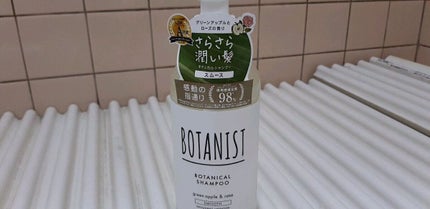 グリーンアップルと
ローズの香り
さらさら
潤い髪
スムース
感動の
指通り
98%
BOTANIST
BOTANICAL
SHAMPOO
green apple & rose
SMOOTH